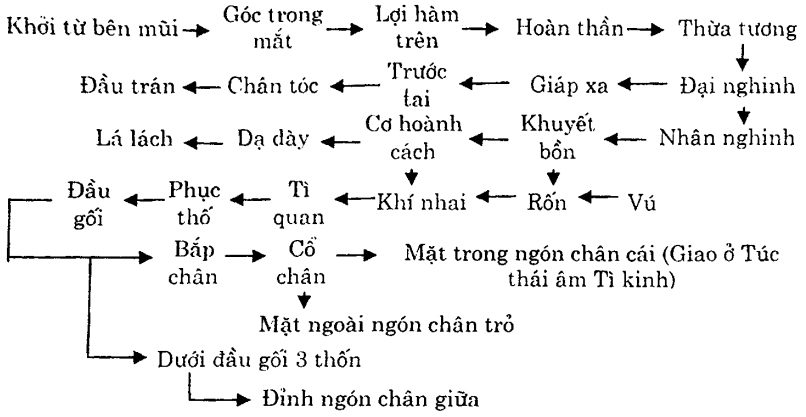 Khởi từ bên mũi → Góc trong mắt → Lợi hàm trên → Hoàn thần → Thừa tương
Đầu trán ← Chân tóc ← Trước tai ← Giáp xa ← Đại nghinh
Lá lách ← Dạ dày ← Cơ hoành cách ← Khuyết bồn ← Nhân nghinh
Đầu gối ← Phục thố ← Tì quan ← Khí nhai ← Rốn ← Vú
Bắp chân → Cổ chân → Mặt trong ngón chân cái (Giao ở Túc thái âm Tì kinh)
Mặt ngoài ngón chân trỏ
Dưới đầu gối 3 thốn
Đỉnh ngón chân giữa